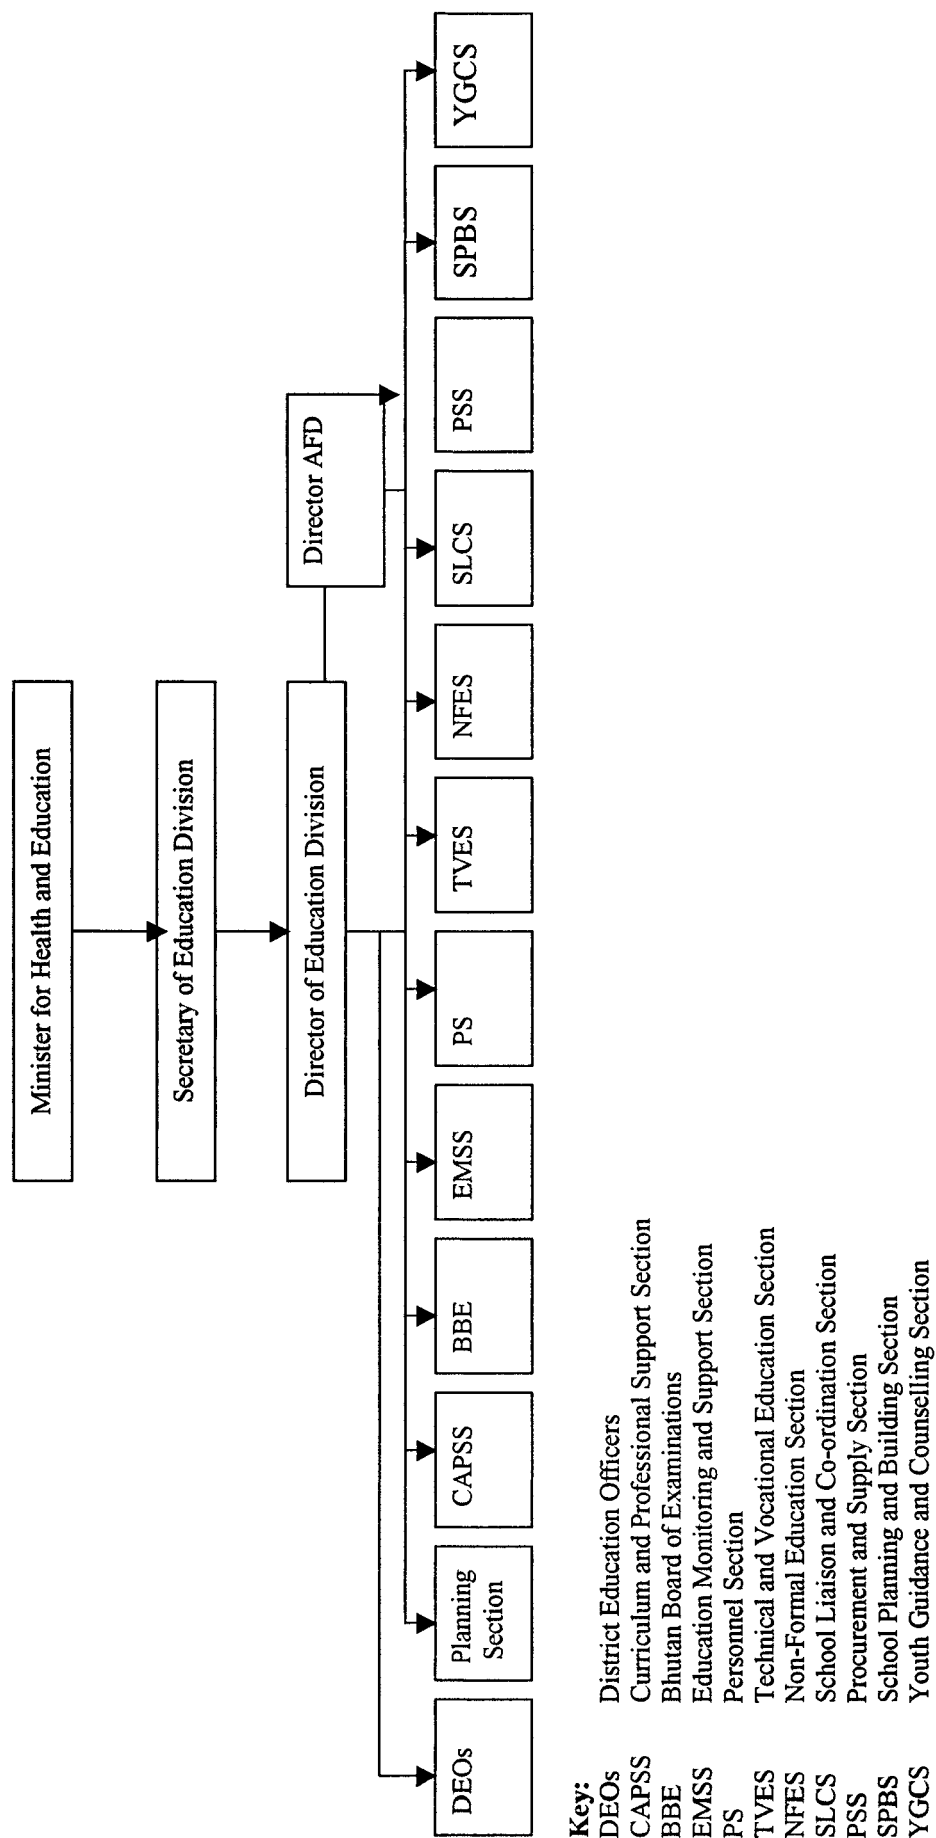 Minister for Health and Education
Secretary of Education Division
Director of Education Division
Director AFD
DEOs
Planning
Section
CAPSS
BBE
EMSS
PS
TVES
NFES
SLCS
PSS
SPBS
YGCS
Key:
DEOs District Education Officers
CAPSS Curriculum and Professional Support Section
BBE Bhutan Board of Examinations
EMSS Education Monitoring and Support Section
PS Personnel Section
TVES Technical and Vocational Education Section
NFES Non-Formal Education Section
SLCS School Liaison and Co-ordination Section
PSS Procurement and Supply Section
SPBS School Planning and Building Section
YGCS Youth Guidance and Counselling Section